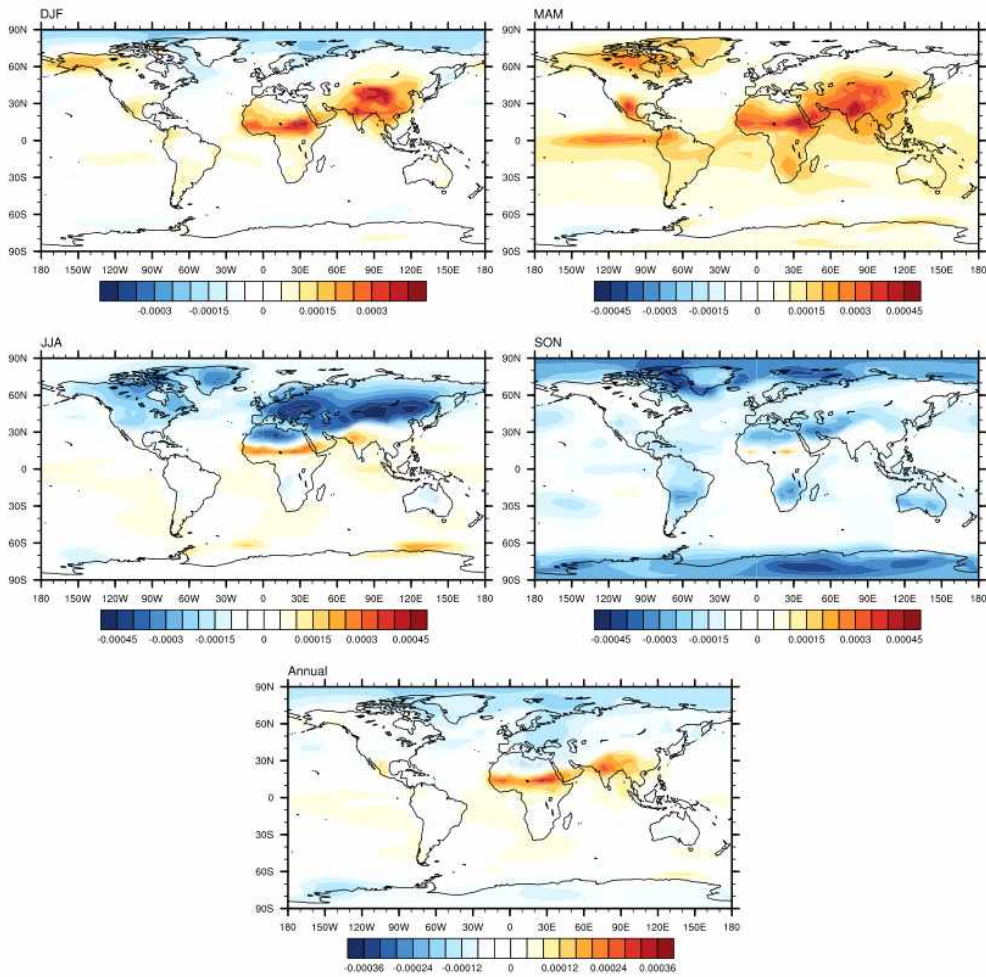 DJF
MAM
90N
60N
30N
0
30S
60S
90S
180 150W 120W 90W 60W 30W 0 30E 60E 90E 120E 150E 180
-0.0003 -0.00015 0 0.00015 0.0003
90N
60N
30N
0
30S
60S
90S
180 150W 120W 90W 60W 30W 0 30E 60E 90E 120E 150E 180
-0.00045 -0.0003 -0.00015 0 0.00015 0.0003 0.00045
JJA
SON
90N
60N
30N
0
30S
60S
90S
180 150W 120W 90W 60W 30W 0 30E 60E 90E 120E 150E 180
-0.00045 -0.0003 -0.00015 0 0.00015 0.0003 0.00045
90N
60N
30N
0
30S
60S
90S
180 150W 120W 90W 60W 30W 0 30E 60E 90E 120E 150E 180
-0.00045 -0.0003 -0.00015 0 0.00015 0.0003 0.00045
Annual
90N
60N
30N
0
30S
60S
90S
180 150W 120W 90W 60W 30W 0 30E 60E 90E 120E 150E 180
-0.00036 -0.00024 -0.00012 0 0.00012 0.00024 0.00036